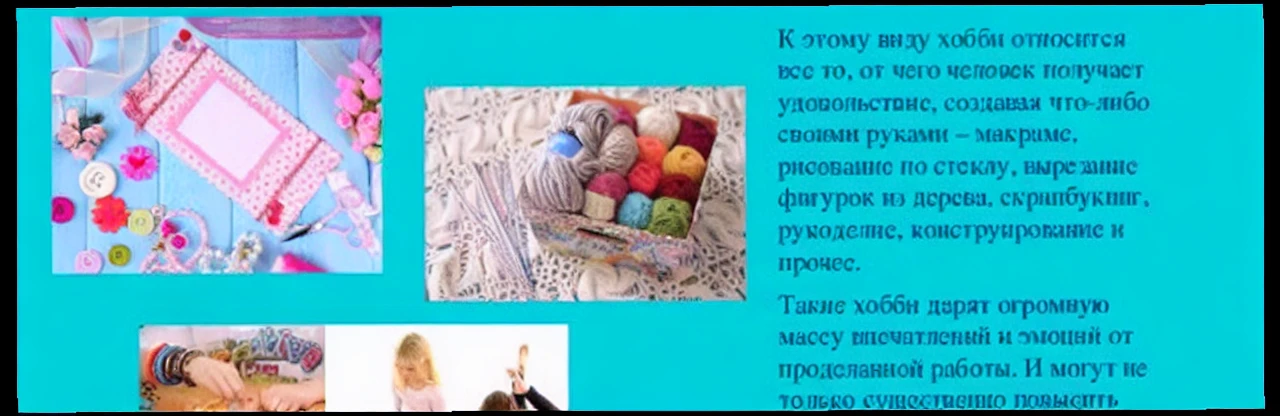 К этому виду хобби относится
все то, от чего человек получает
удовольствие, создавая что-либо
своими руками – макраме,
рисование по стеклу, вырезание
фигурок из дерева, скрапбукинг,
рукоделие, конструирование и
прочее.
Такие хобби дарят огромную
массу впечатлений и эмоций от
проделанной работы. И могут не
только существенно повысить